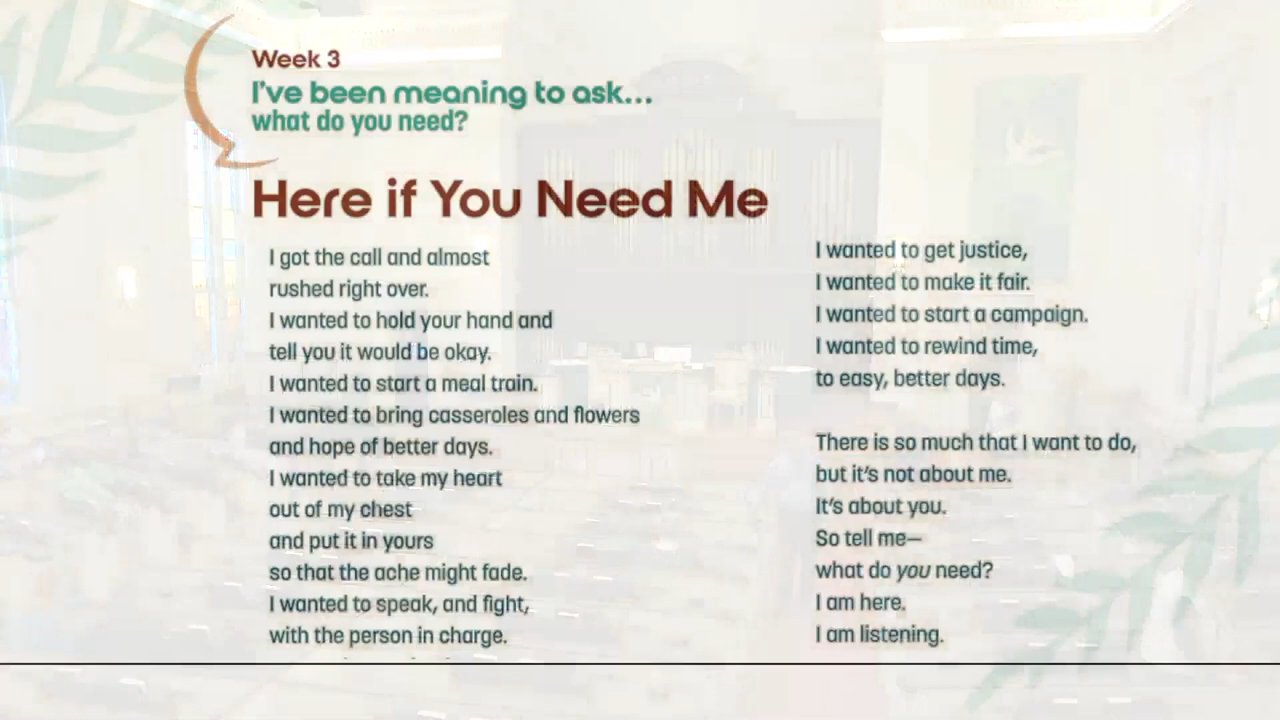 Week 3
I've been meaning to ask...
what do you need?
Here if You Need Me
I got the call and almost
rushed right over.
I wanted to hold your hand and
tell you it would be okay.
I wanted to start a meal train.
I wanted to bring casseroles and flowers
and hope of better days.
I wanted to take my heart
out of my chest
and put it in yours
so that the ache might fade.
I wanted to speak, and fight,
with the person in charge.
I wanted to get justice,
I wanted to make it fair.
I wanted to start a campaign.
I wanted to rewind time,
to easy, better days.
There is so much that I want to do,
but it's not about me.
It's about you.
So tell me—
what do you need?
I am here.
I am listening.